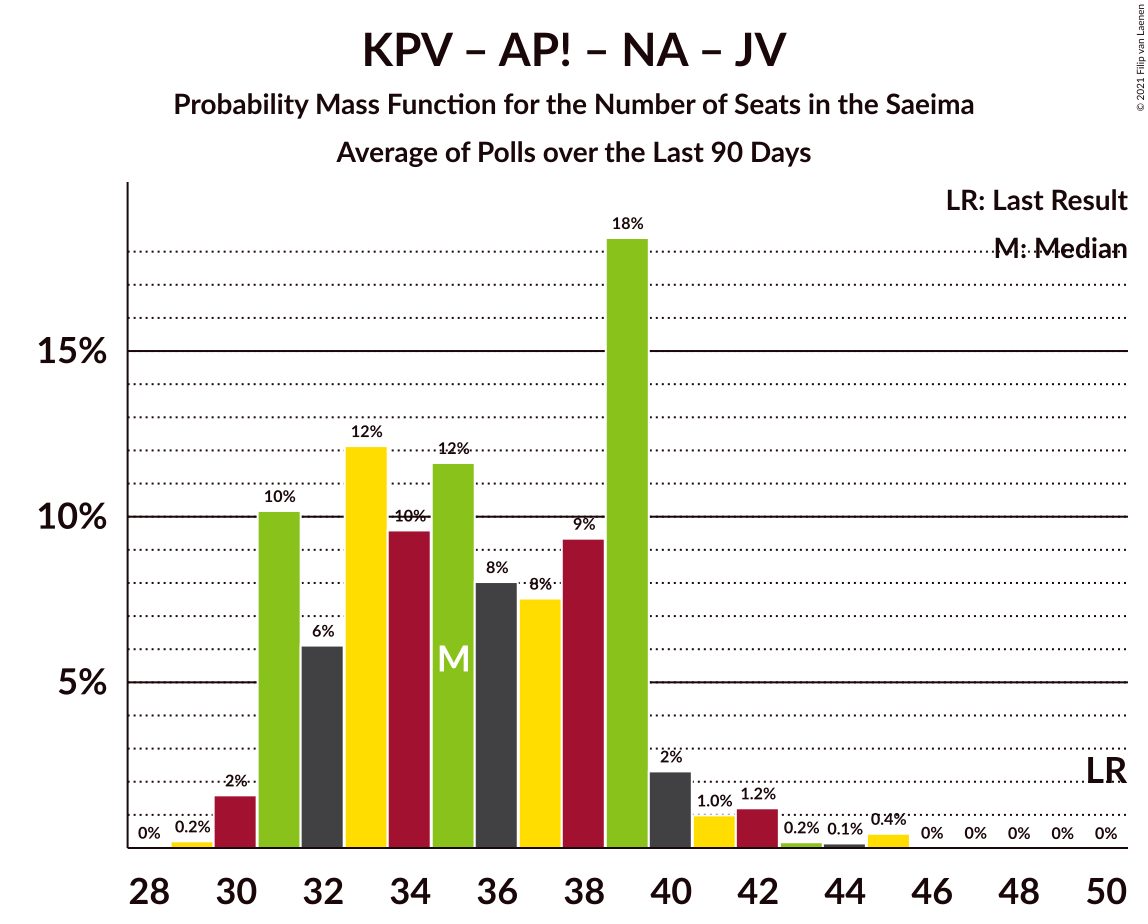 KPV – AP! – NA – JV
Probability Mass Function for the Number of Seats in the Saeima
Average of Polls over the Last 90 Days
© 2021 Filip van Laenen
LR: Last Result
M: Median
15%
10%
5%
0%
0.2%
2%
10%
6%
12%
10%
12%
8%
8%
9%
18%
2%
1.0%
1.2%
0.2%
0.1%
0.4%
0%
0%
0%
0%
0%
M
LR
28 30 32 34 36 38 40 42 44 46 48 50